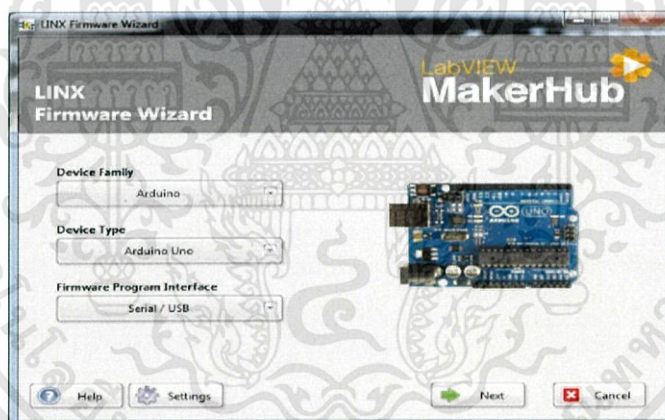 LINX Firmware Wizard
LabVIEW
MakerHub
LINX
Firmware Wizard
Device Family
Arduino
Device Type
Arduino Uno
Firmware Program Interface
Serial / USB
UNO
Help
Settings
Next
Cancel